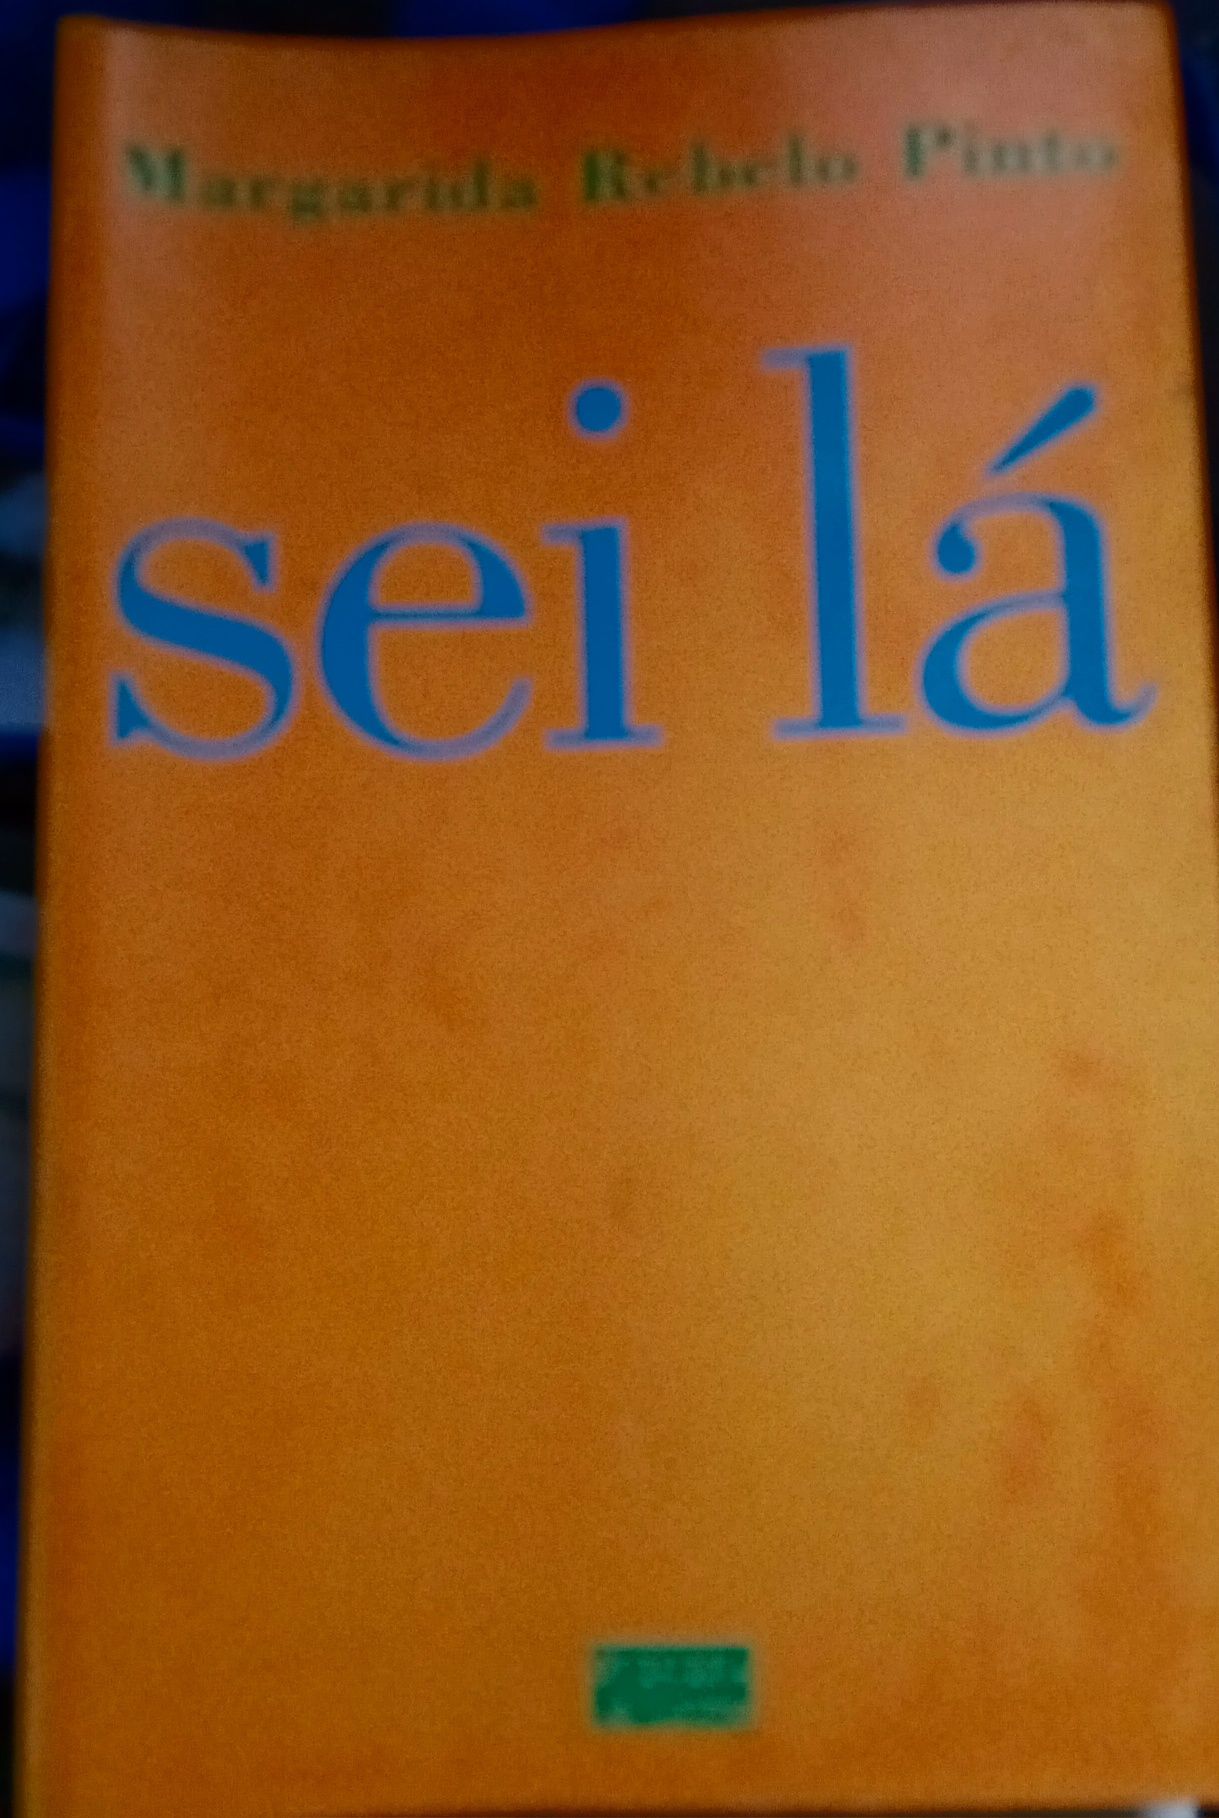 Margarida Rebelo Pinto
sei lá